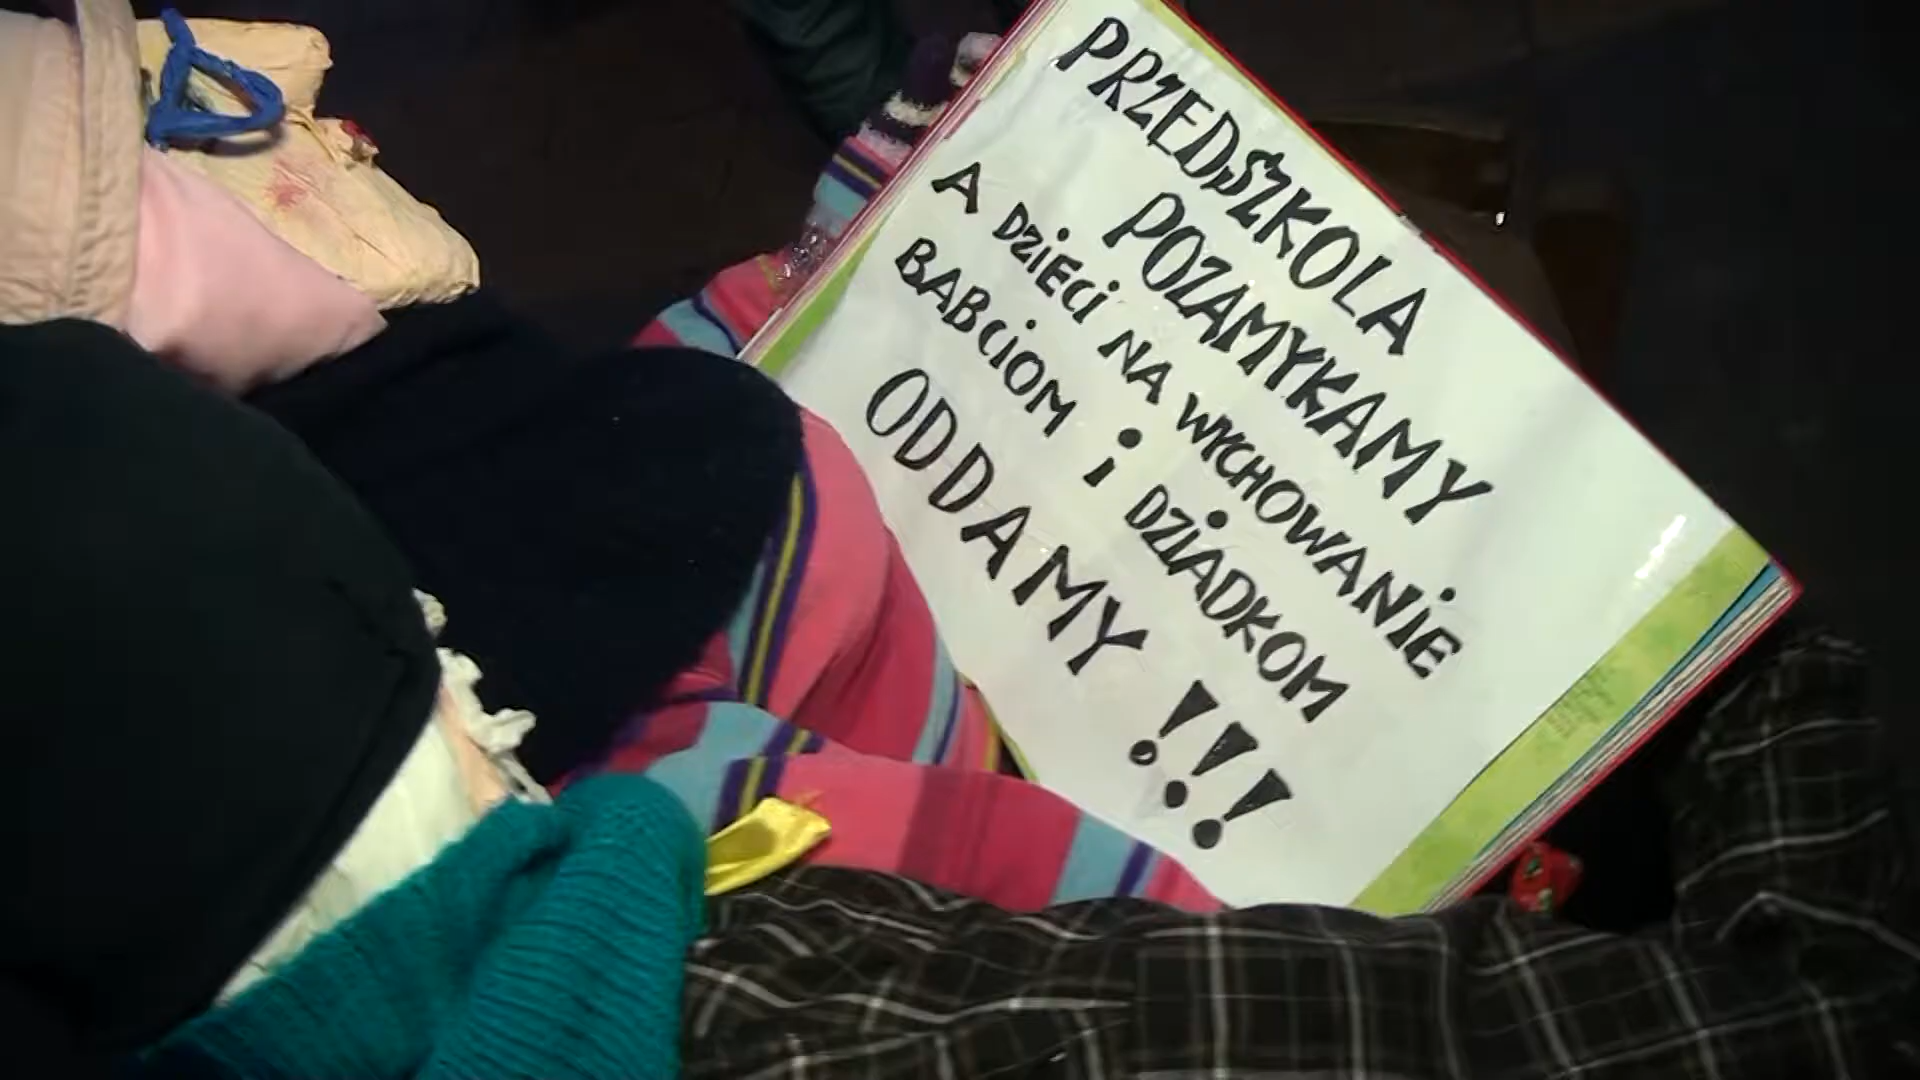 PRZEDSZKOLA
POZAMYKAMY
A DZIECI NA WYCHOWANIE
BABCIOM i DZIADKOM
ODDAMY !!!